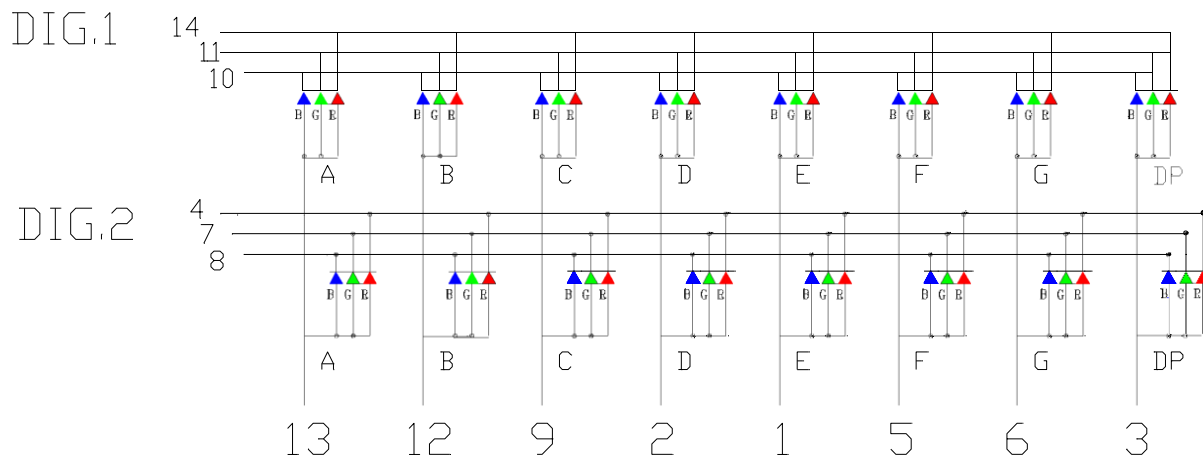 DIG.1
14
11
10
B G R B G R B G R B G R B G R B G R B G R B G R
A B C D E F G DP
DIG.2
4
7
8
B G R B G R B G R B G R B G R B G R B G R B G R
A B C D E F G DP
13 12 9 2 1 5 6 3